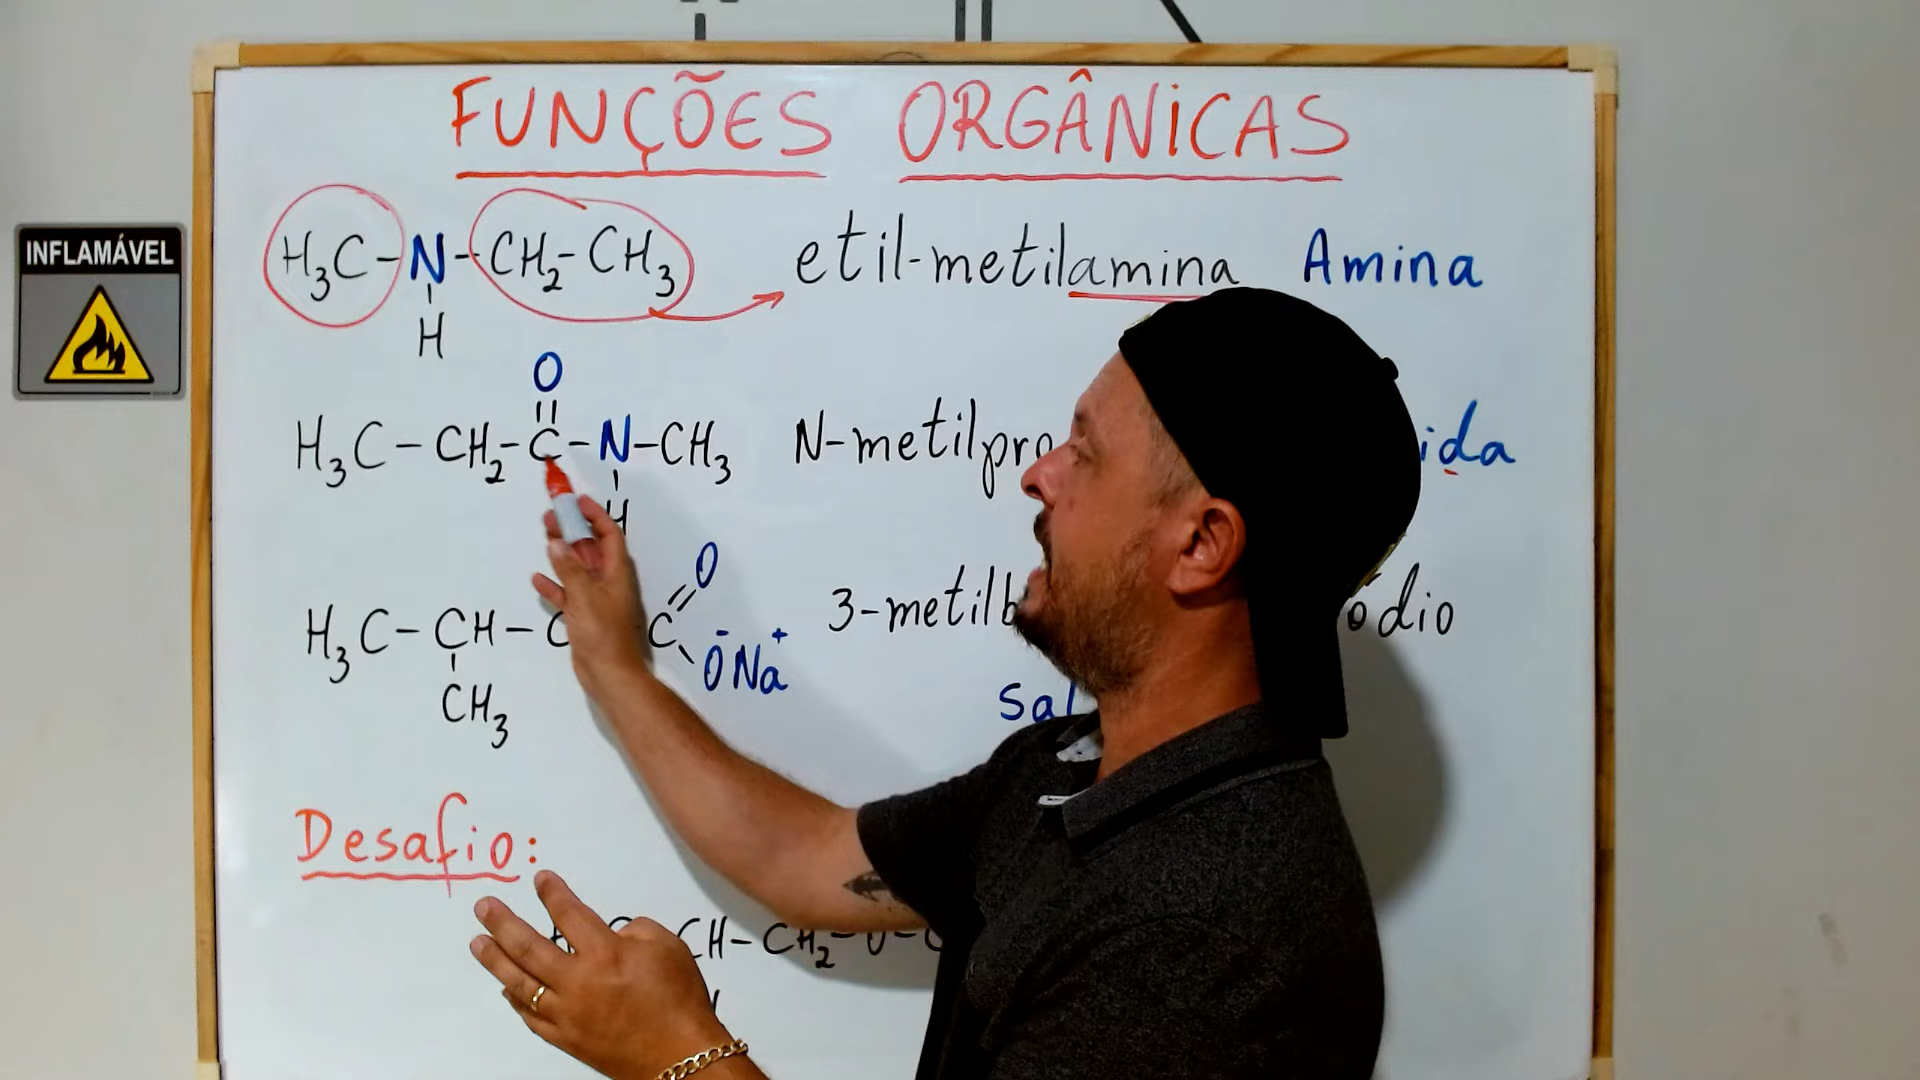 FUNÇÕES ORGÂNICAS
INFLAMÁVEL
H₃C-N-CH₂-CH₃ etil-metilamina Amina
H
O
H₃C-CH₂-C-N-CH₃ N-metilpro ida
H
O
H₃C-CH-C C 3-metilb ódio
O⁻Na⁺
CH₃ Sal
Desafio:
CH-CH₂-O-C